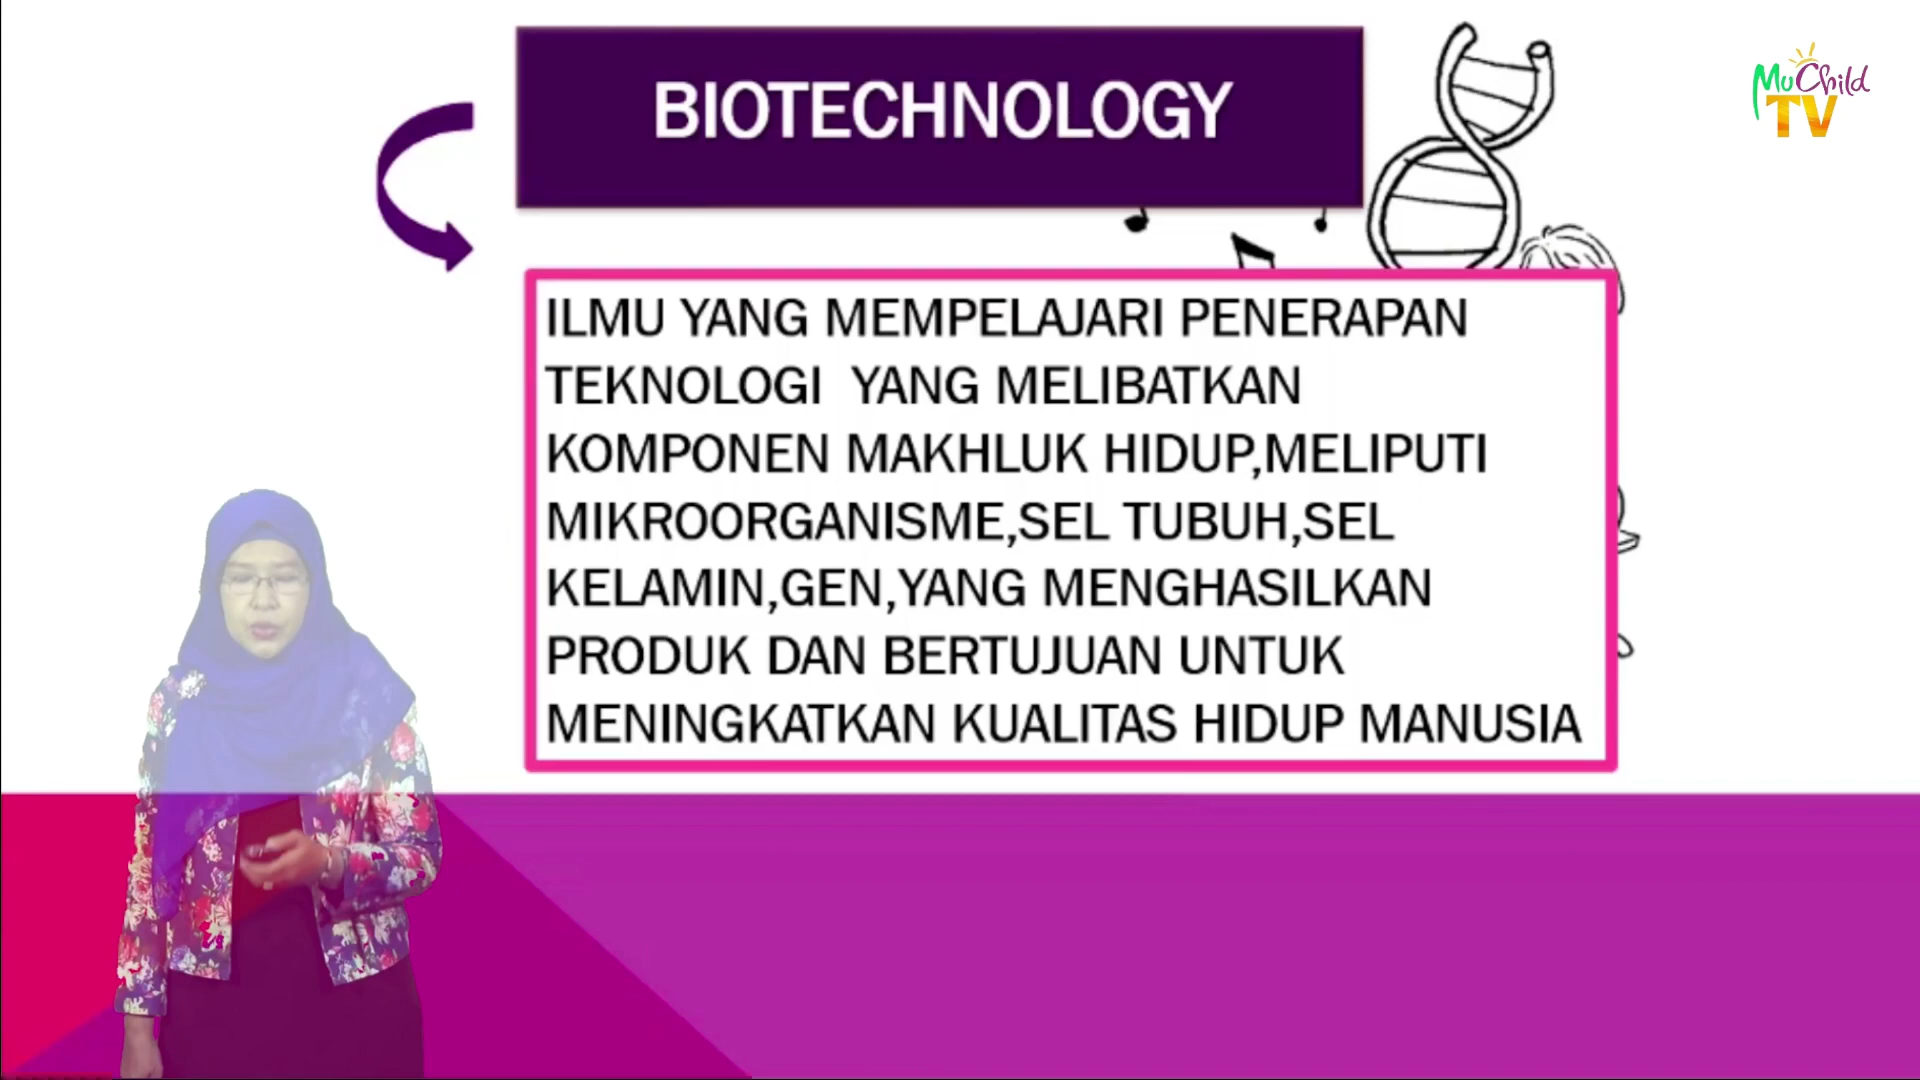 BIOTECHNOLOGY
MuChild
TV
ILMU YANG MEMPELAJARI PENERAPAN
TEKNOLOGI YANG MELIBATKAN
KOMPONEN MAKHLUK HIDUP,MELIPUTI
MIKROORGANISME,SEL TUBUH,SEL
KELAMIN,GEN,YANG MENGHASILKAN
PRODUK DAN BERTUJUAN UNTUK
MENINGKATKAN KUALITAS HIDUP MANUSIA